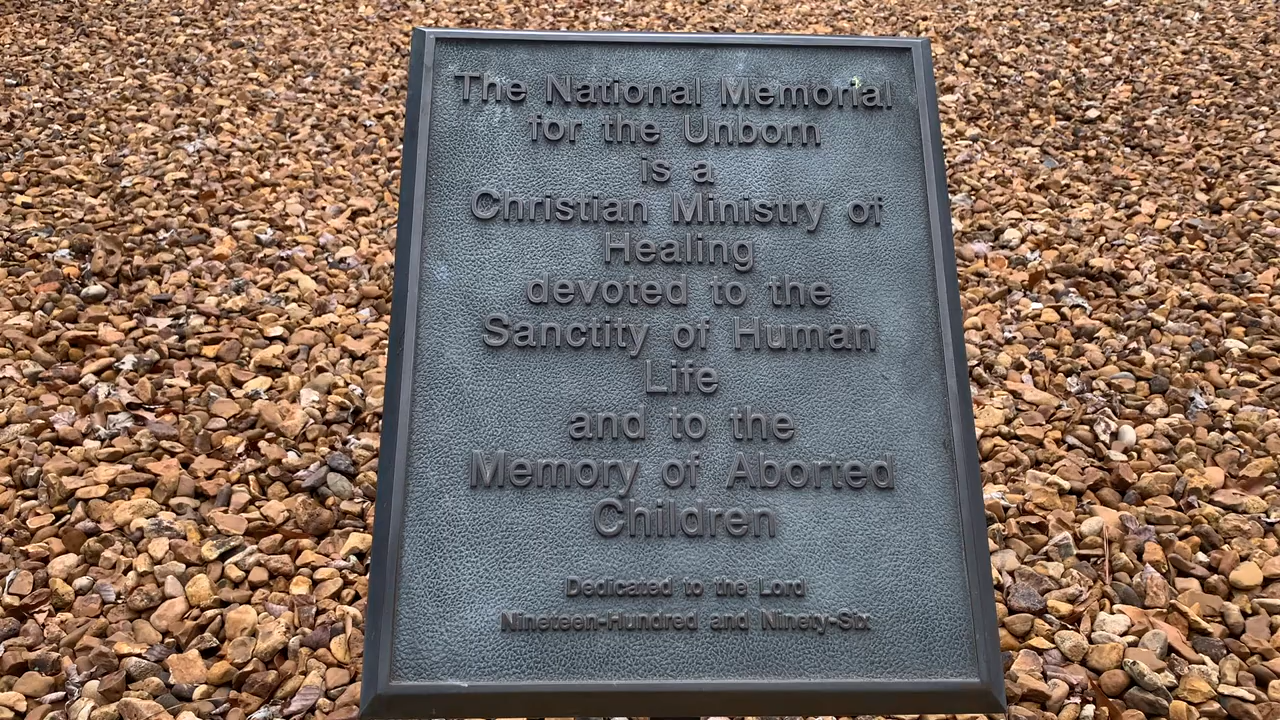 The National Memorial
for the Unborn
is a
Christian Ministry of
Healing
devoted to the
Sanctity of Human
Life
and to the
Memory of Aborted
Children
Dedicated to the Lord
Nineteen-Hundred and Ninety-Six